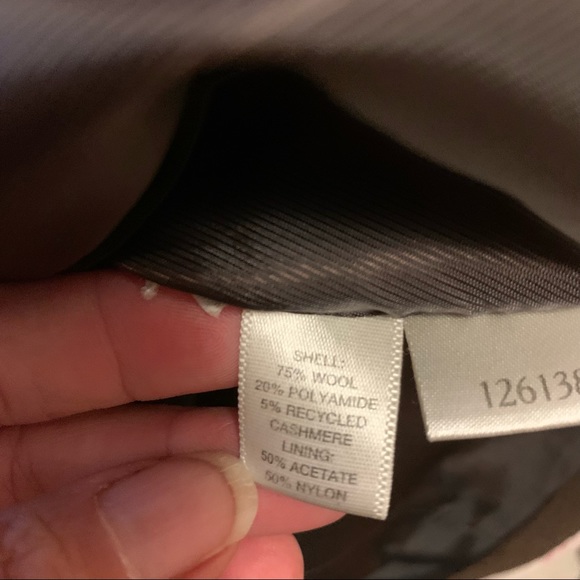 SHELL:
75% WOOL
20% POLYAMIDE
5% RECYCLED
CASHMERE
LINING:
50% ACETATE
50% NYLON
126138